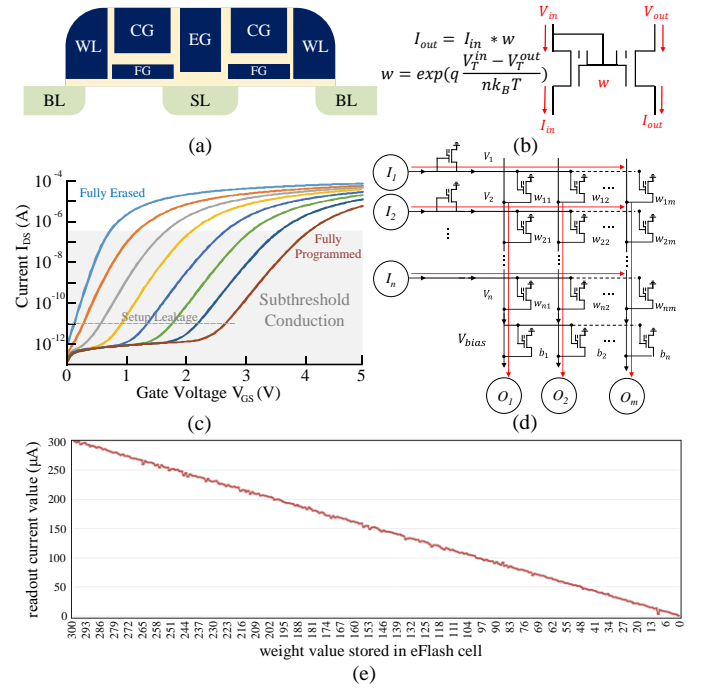 WL CG EG CG WL
FG FG
BL SL BL
(a)
I_out = I_in * w
w = exp(q (V_T^in − V_T^out) / (nk_BT))
V_in V_out
w
I_in I_out
(b)
Current I_DS (A)
10^-4
10^-6
10^-8
10^-10
10^-12
Fully Erased
Fully Programmed
Setup Leakage
Subthreshold Conduction
0 1 2 3 4 5
Gate Voltage V_GS (V)
(c)
I_1 V_1 w_11 w_12 ... w_1m
I_2 V_2 w_21 w_22 ... w_2m
I_n V_n w_n1 w_n2 ... w_nm
V_bias b_1 b_2 ... b_n
O_1 O_2 O_m
(d)
readout current value (μA)
300
250
200
150
100
50
0
300 293 286 279 272 265 258 251 244 237 230 223 216 209 202 195 188 181 174 167 160 153 146 139 132 125 118 111 104 97 90 83 76 69 62 55 48 41 34 27 20 13 6 0
weight value stored in eFlash cell
(e)